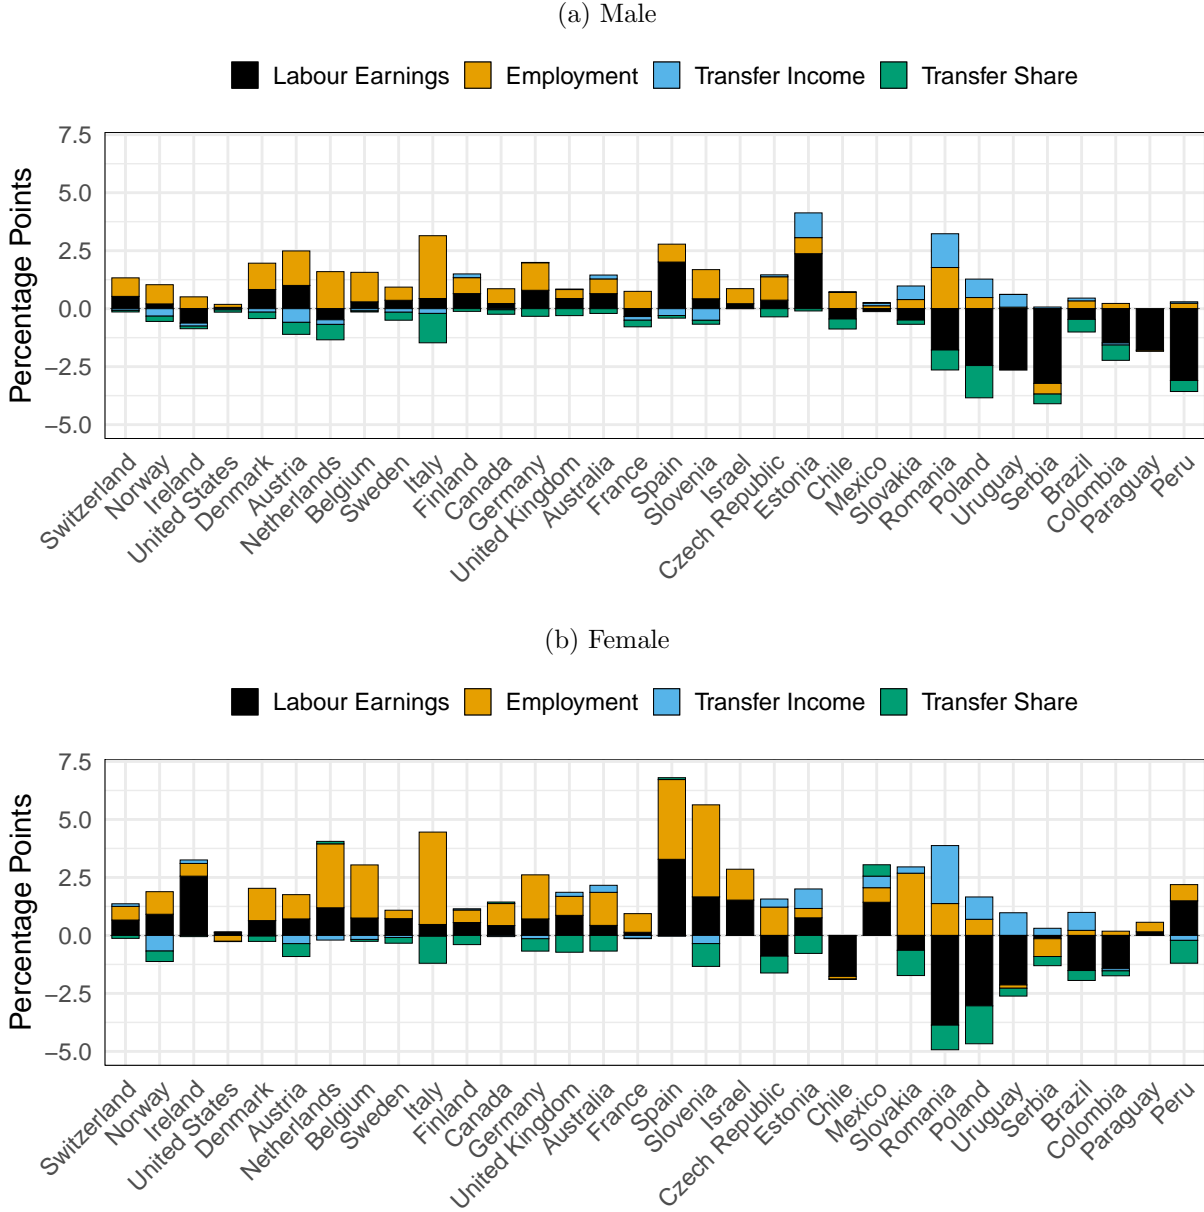 (a) Male
Labour Earnings Employment Transfer Income Transfer Share
Percentage Points
7.5
5.0
2.5
0.0
−2.5
−5.0
Switzerland
Norway
Ireland
United States
Denmark
Austria
Netherlands
Belgium
Sweden
Italy
Finland
Canada
Germany
United Kingdom
Australia
France
Spain
Slovenia
Israel
Czech Republic
Estonia
Chile
Mexico
Slovakia
Romania
Poland
Uruguay
Serbia
Brazil
Colombia
Paraguay
Peru
(b) Female
Labour Earnings Employment Transfer Income Transfer Share
Percentage Points
7.5
5.0
2.5
0.0
−2.5
−5.0
Switzerland
Norway
Ireland
United States
Denmark
Austria
Netherlands
Belgium
Sweden
Italy
Finland
Canada
Germany
United Kingdom
Australia
France
Spain
Slovenia
Israel
Czech Republic
Estonia
Chile
Mexico
Slovakia
Romania
Poland
Uruguay
Serbia
Brazil
Colombia
Paraguay
Peru